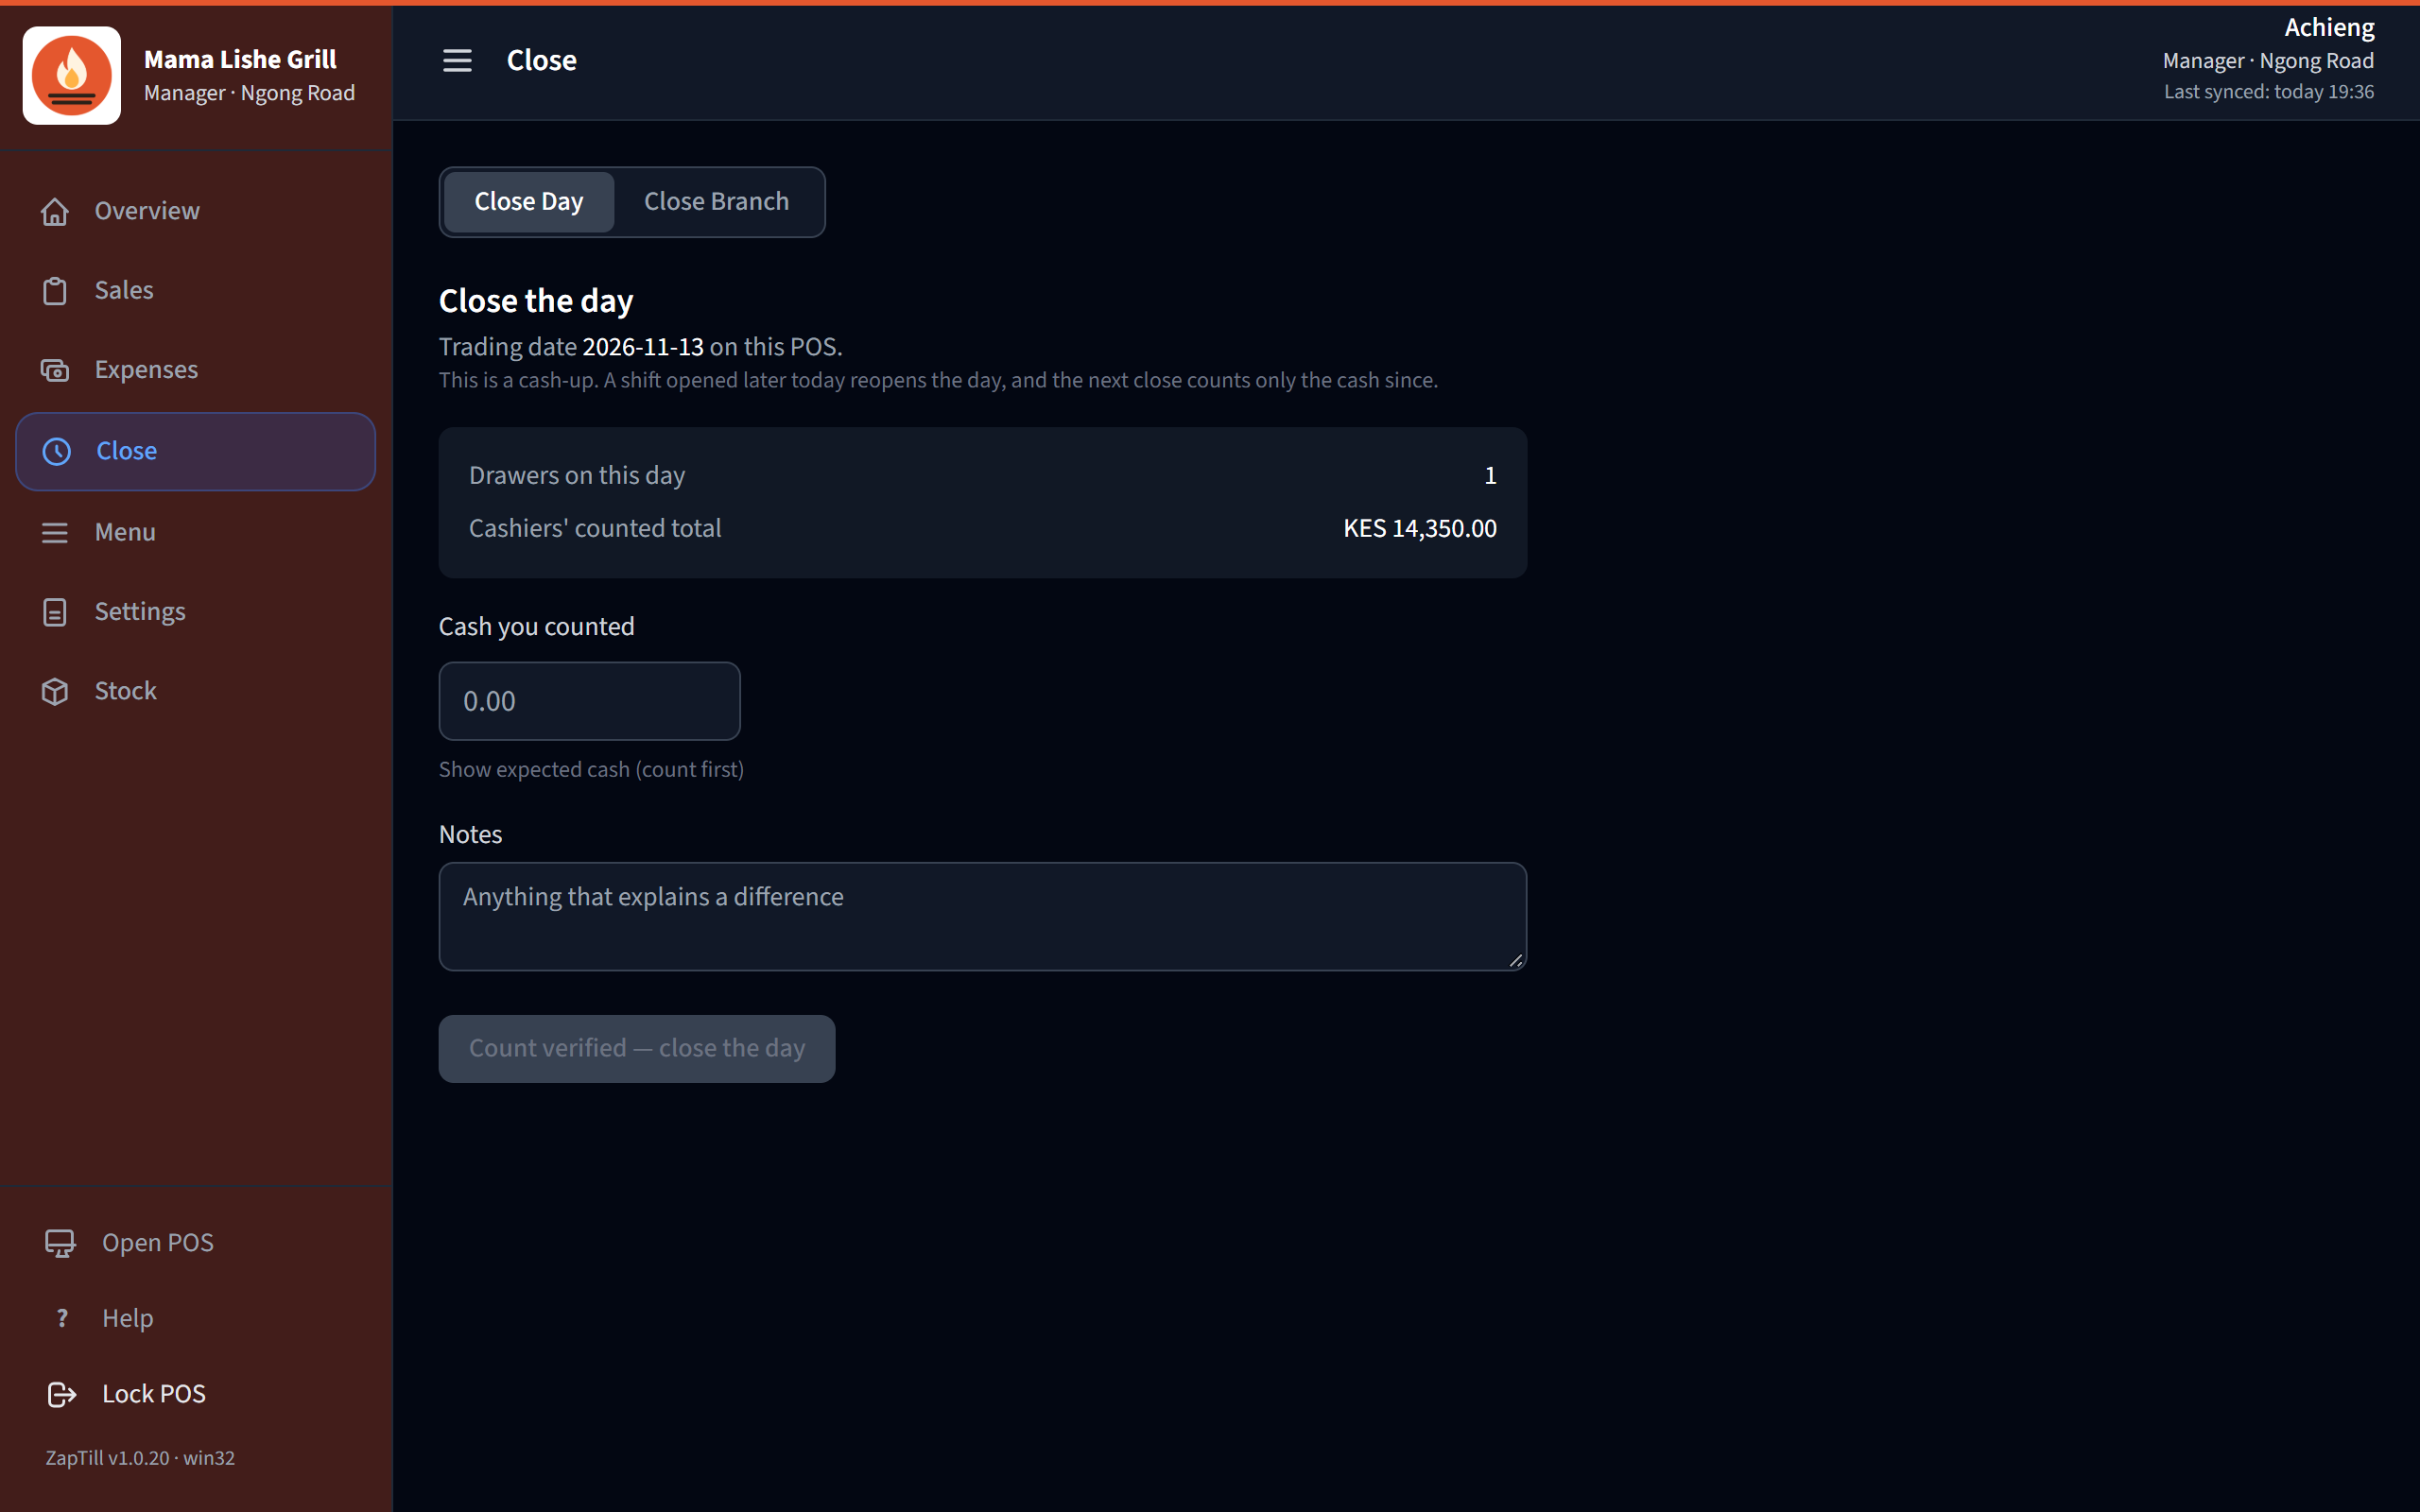 Mama Lishe Grill
Manager · Ngong Road
Overview
Sales
Expenses
Close
Menu
Settings
Stock
Open POS
? Help
Lock POS
ZapTill v1.0.20 · win32
Close
Achieng
Manager · Ngong Road
Last synced: today 19:36
Close Day
Close Branch
Close the day
Trading date 2026-11-13 on this POS.
This is a cash-up. A shift opened later today reopens the day, and the next close counts only the cash since.
Drawers on this day 1
Cashiers' counted total KES 14,350.00
Cash you counted
0.00
Show expected cash (count first)
Notes
Anything that explains a difference
Count verified — close the day